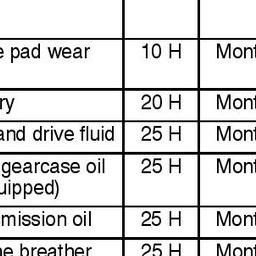 e pad wear 10 H Mont
ry 20 H Mont
and drive fluid 25 H Mont
gearcase oil 25 H Mont
uipped)
mission oil 25 H Mont
ne breather 25 H Mont